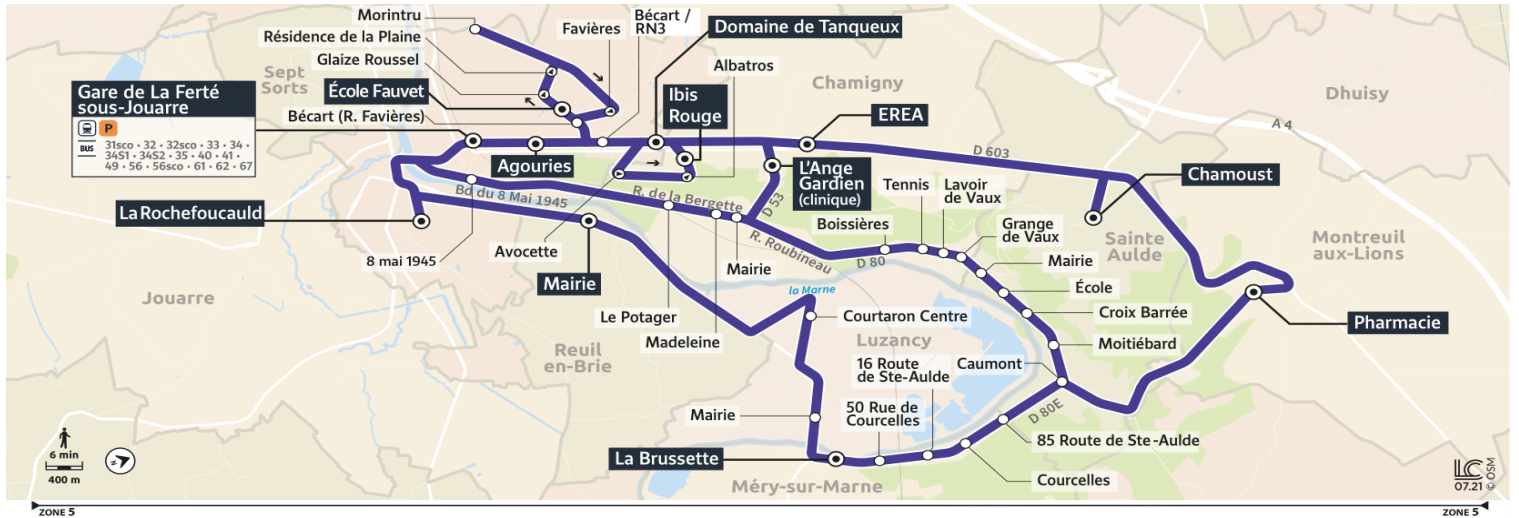 Morintru
Résidence de la Plaine
Glaize Roussel
École Fauvet
Bécart (R. Favières)
Sept
Sorts
Favières
Bécart /
RN3
Domaine de Tanqueux
Albatros
Ibis
Rouge
Chamigny
EREA
Dhuisy
A 4
D 603
Gare de La Ferté
sous-Jouarre
P
BUS
31sco • 32 • 32sco • 33 • 34 •
34S1 • 34S2 • 35 • 40 • 41 •
49 • 56 • 56sco • 61 • 62 • 67
Agouries
L'Ange
Gardien
(clinique)
D 53
Chamoust
La Rochefoucauld
Bd du 8 Mai 1945
R. de la Bergette
R. Roubineau
D 80
8 mai 1945
Avocette
Mairie
Mairie
Le Potager
Madeleine
Boissières
Tennis
Lavoir
de Vaux
Grange
de Vaux
Mairie
École
Croix Barrée
Moitiébard
Sainte
Aulde
Montreuil
aux-Lions
Pharmacie
Jouarre
Reuil
en-Brie
la Marne
Courtaron Centre
Luzancy
16 Route
de Ste-Aulde
Caumont
50 Rue de
Courcelles
D 80E
Mairie
La Brussette
85 Route de Ste-Aulde
Courcelles
Méry-sur-Marne
6 min
400 m
N
LC
07.21
© OSM
ZONE 5
ZONE 5